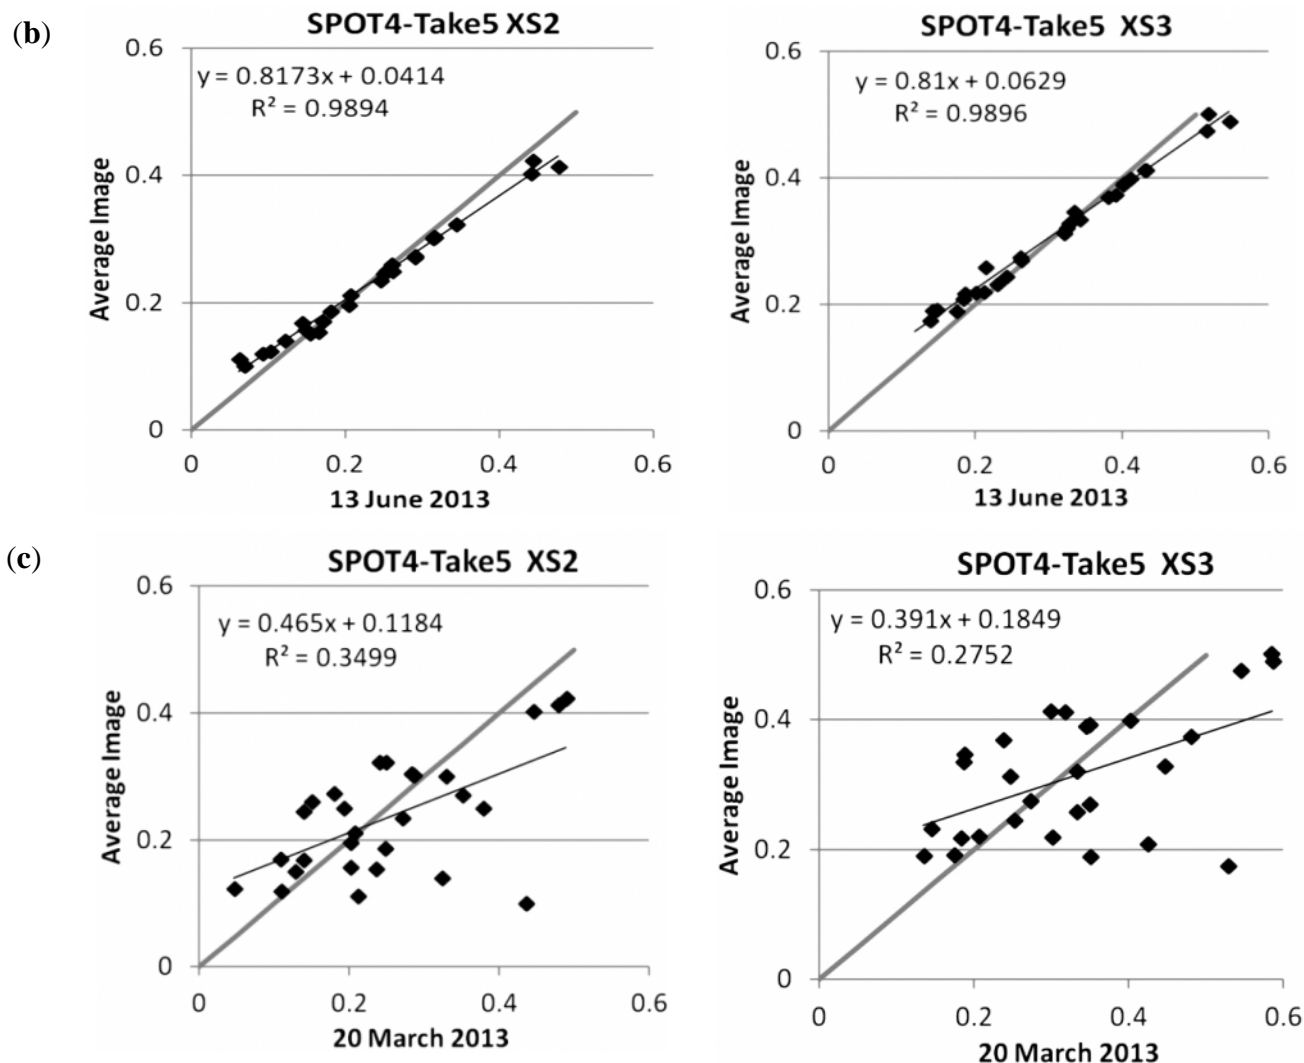 (b)
SPOT4-Take5 XS2
y = 0.8173x + 0.0414
R² = 0.9894
Average Image
0.6
0.4
0.2
0
0
0.2
0.4
0.6
13 June 2013
SPOT4-Take5 XS3
y = 0.81x + 0.0629
R² = 0.9896
Average Image
0.6
0.4
0.2
0
0
0.2
0.4
0.6
13 June 2013
(c)
SPOT4-Take5 XS2
y = 0.465x + 0.1184
R² = 0.3499
Average Image
0.6
0.4
0.2
0
0
0.2
0.4
0.6
20 March 2013
SPOT4-Take5 XS3
y = 0.391x + 0.1849
R² = 0.2752
Average Image
0.6
0.4
0.2
0
0
0.2
0.4
0.6
20 March 2013